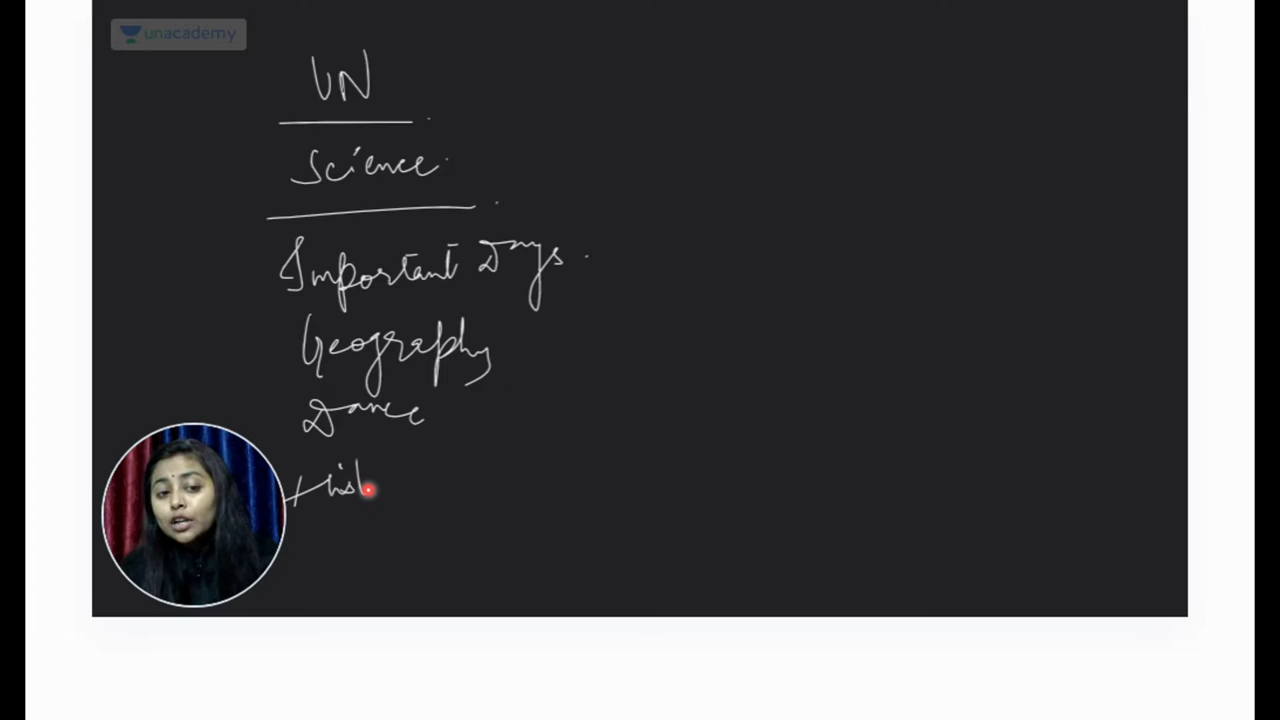 unacademy
UN
Science
Important Days
Geography
Dance
Hist